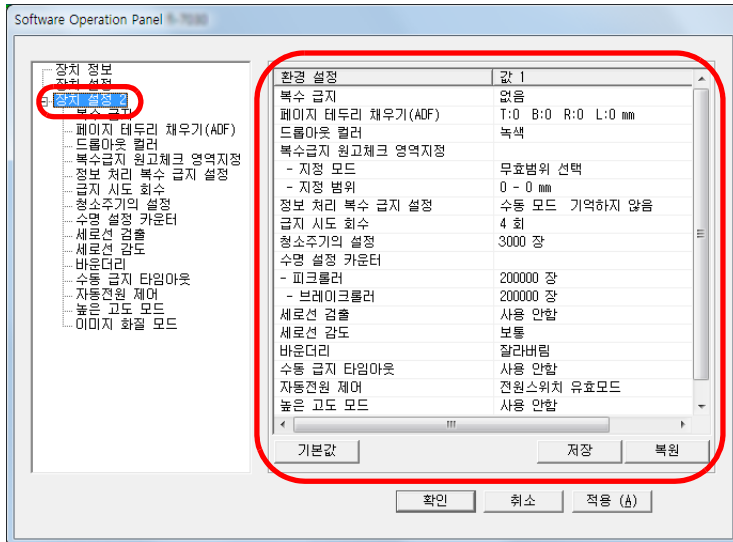 Software Operation Panel
장치 정보
장치 설정
장치 설정 2
복수 급지
페이지 테두리 채우기(ADF)
드롭아웃 컬러
복수급지 원고체크 영역지정
정보 처리 복수 급지 설정
급지 시도 회수
청소주기의 설정
수명 설정 카운터
세로선 검출
세로선 감도
바운더리
수동 급지 타임아웃
자동전원 제어
높은 고도 모드
이미지 화질 모드
환경 설정 값 1
복수 급지 없음
페이지 테두리 채우기(ADF) T:0 B:0 R:0 L:0 mm
드롭아웃 컬러 녹색
복수급지 원고체크 영역지정
- 지정 모드 무효범위 선택
- 지정 범위 0 - 0 mm
정보 처리 복수 급지 설정 수동 모드 기억하지 않음
급지 시도 회수 4 회
청소주기의 설정 3000 장
수명 설정 카운터
- 피크롤러 200000 장
- 브레이크롤러 200000 장
세로선 검출 사용 안함
세로선 감도 보통
바운더리 잘라버림
수동 급지 타임아웃 사용 안함
자동전원 제어 전원스위치 유효모드
높은 고도 모드 사용 안함
기본값 저장 복원
확인 취소 적용 (A)